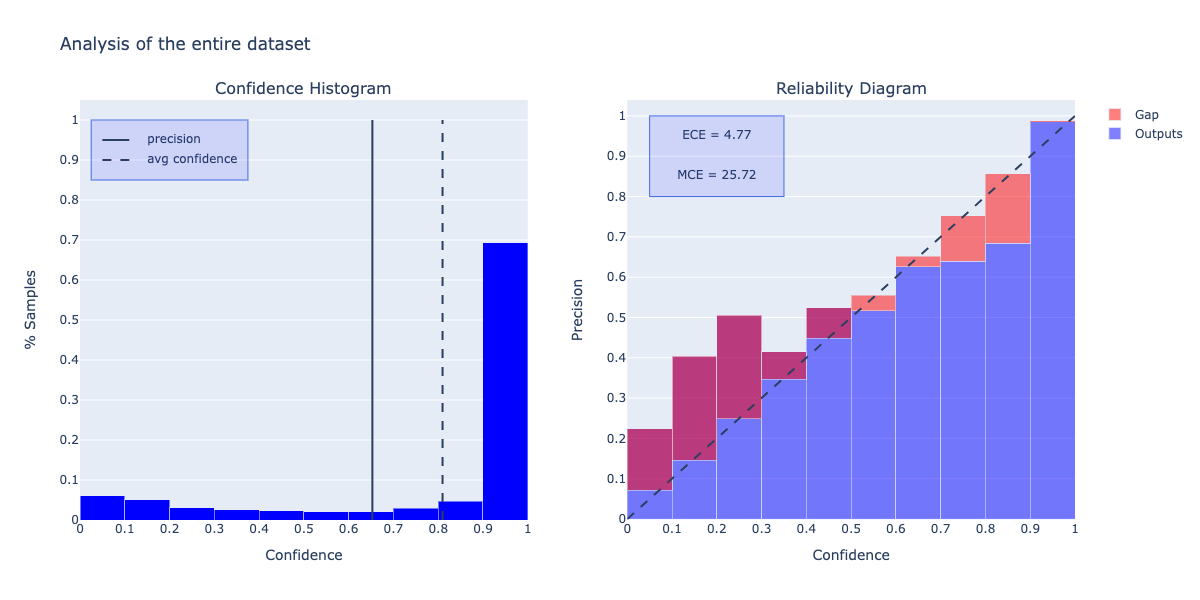 Analysis of the entire dataset
Confidence Histogram
precision
avg confidence
1
0.9
0.8
0.7
0.6
0.5
0.4
0.3
0.2
0.1
0
% Samples
0 0.1 0.2 0.3 0.4 0.5 0.6 0.7 0.8 0.9 1
Confidence
Reliability Diagram
ECE = 4.77
MCE = 25.72
1
0.9
0.8
0.7
0.6
0.5
0.4
0.3
0.2
0.1
0
Precision
0 0.1 0.2 0.3 0.4 0.5 0.6 0.7 0.8 0.9 1
Confidence
Gap
Outputs